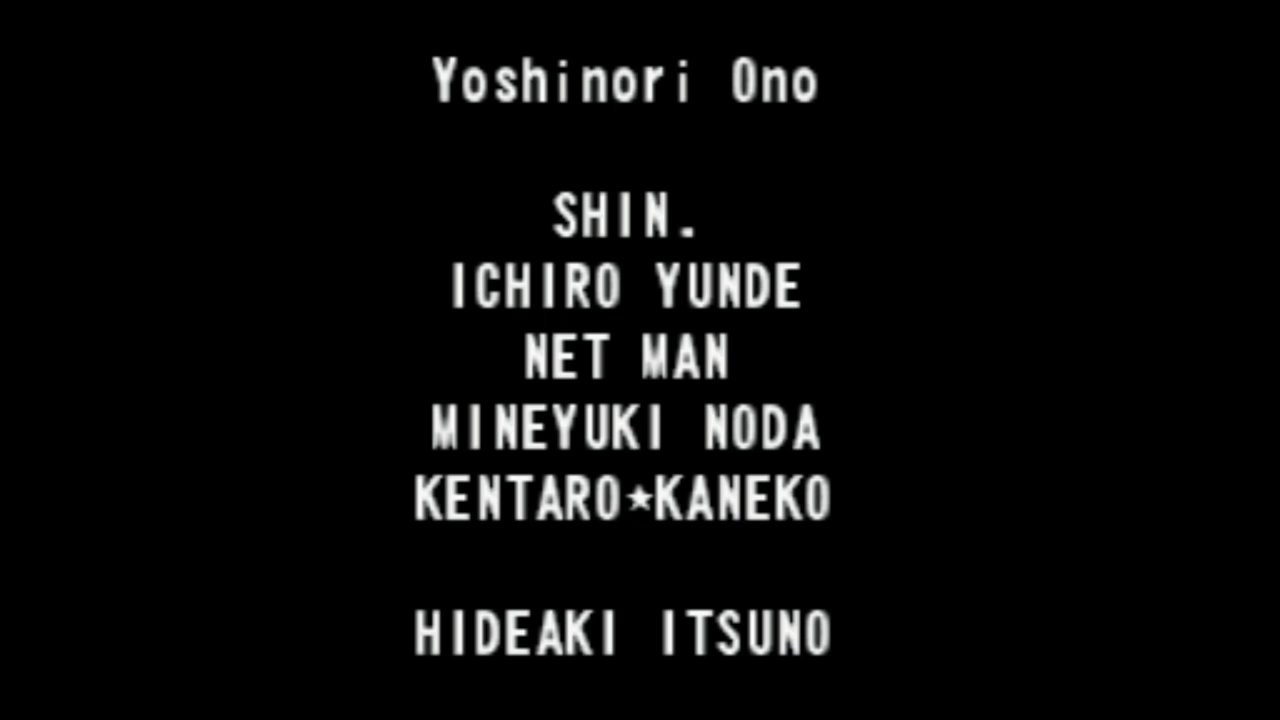 Yoshinori Ono
SHIN.
ICHIRO YUNDE
NET MAN
MINEYUKI NODA
KENTARO★KANEKO
HIDEAKI ITSUNO